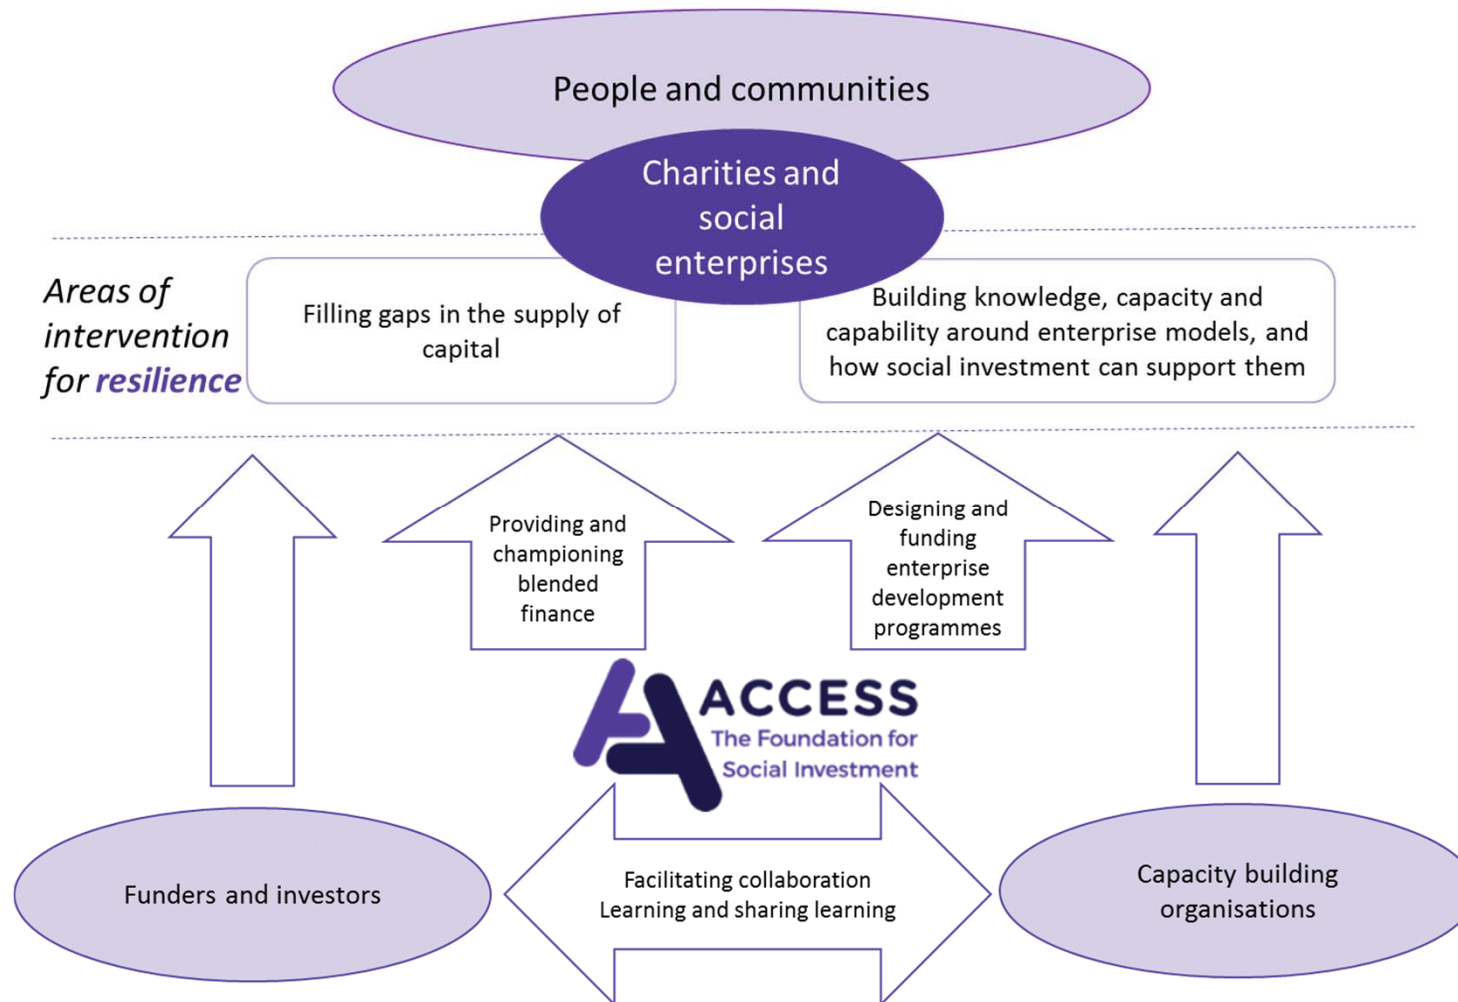 People and communities
Charities and
social
enterprises
Areas of
intervention
for resilience
Filling gaps in the supply of
capital
Building knowledge, capacity and
capability around enterprise models, and
how social investment can support them
Providing and
championing
blended
finance
Designing and
funding
enterprise
development
programmes
ACCESS
The Foundation for
Social Investment
Funders and investors
Facilitating collaboration
Learning and sharing learning
Capacity building
organisations